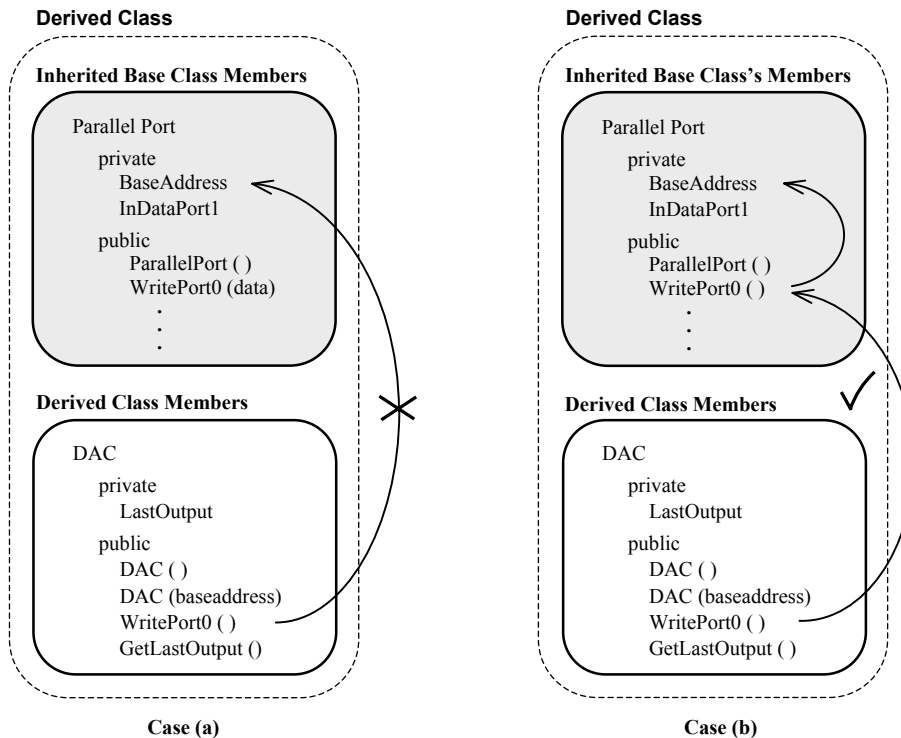 Derived Class
Inherited Base Class Members
Parallel Port
private
BaseAddress
InDataPort1
public
ParallelPort ( )
WritePort0 (data)
.
.
.
Derived Class Members
DAC
private
LastOutput
public
DAC ( )
DAC (baseaddress)
WritePort0 ( )
GetLastOutput ()
Case (a)
Derived Class
Inherited Base Class’s Members
Parallel Port
private
BaseAddress
InDataPort1
public
ParallelPort ( )
WritePort0 ( )
.
.
.
Derived Class Members
DAC
private
LastOutput
public
DAC ( )
DAC (baseaddress)
WritePort0 ( )
GetLastOutput ( )
Case (b)